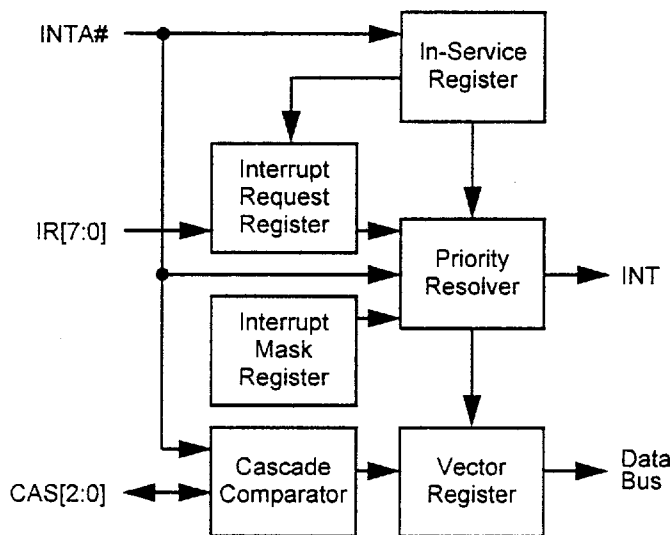 INTA#
In-Service
Register
Interrupt
Request
Register
IR[7:0]
Priority
Resolver
INT
Interrupt
Mask
Register
Cascade
Comparator
CAS[2:0]
Vector
Register
Data
Bus